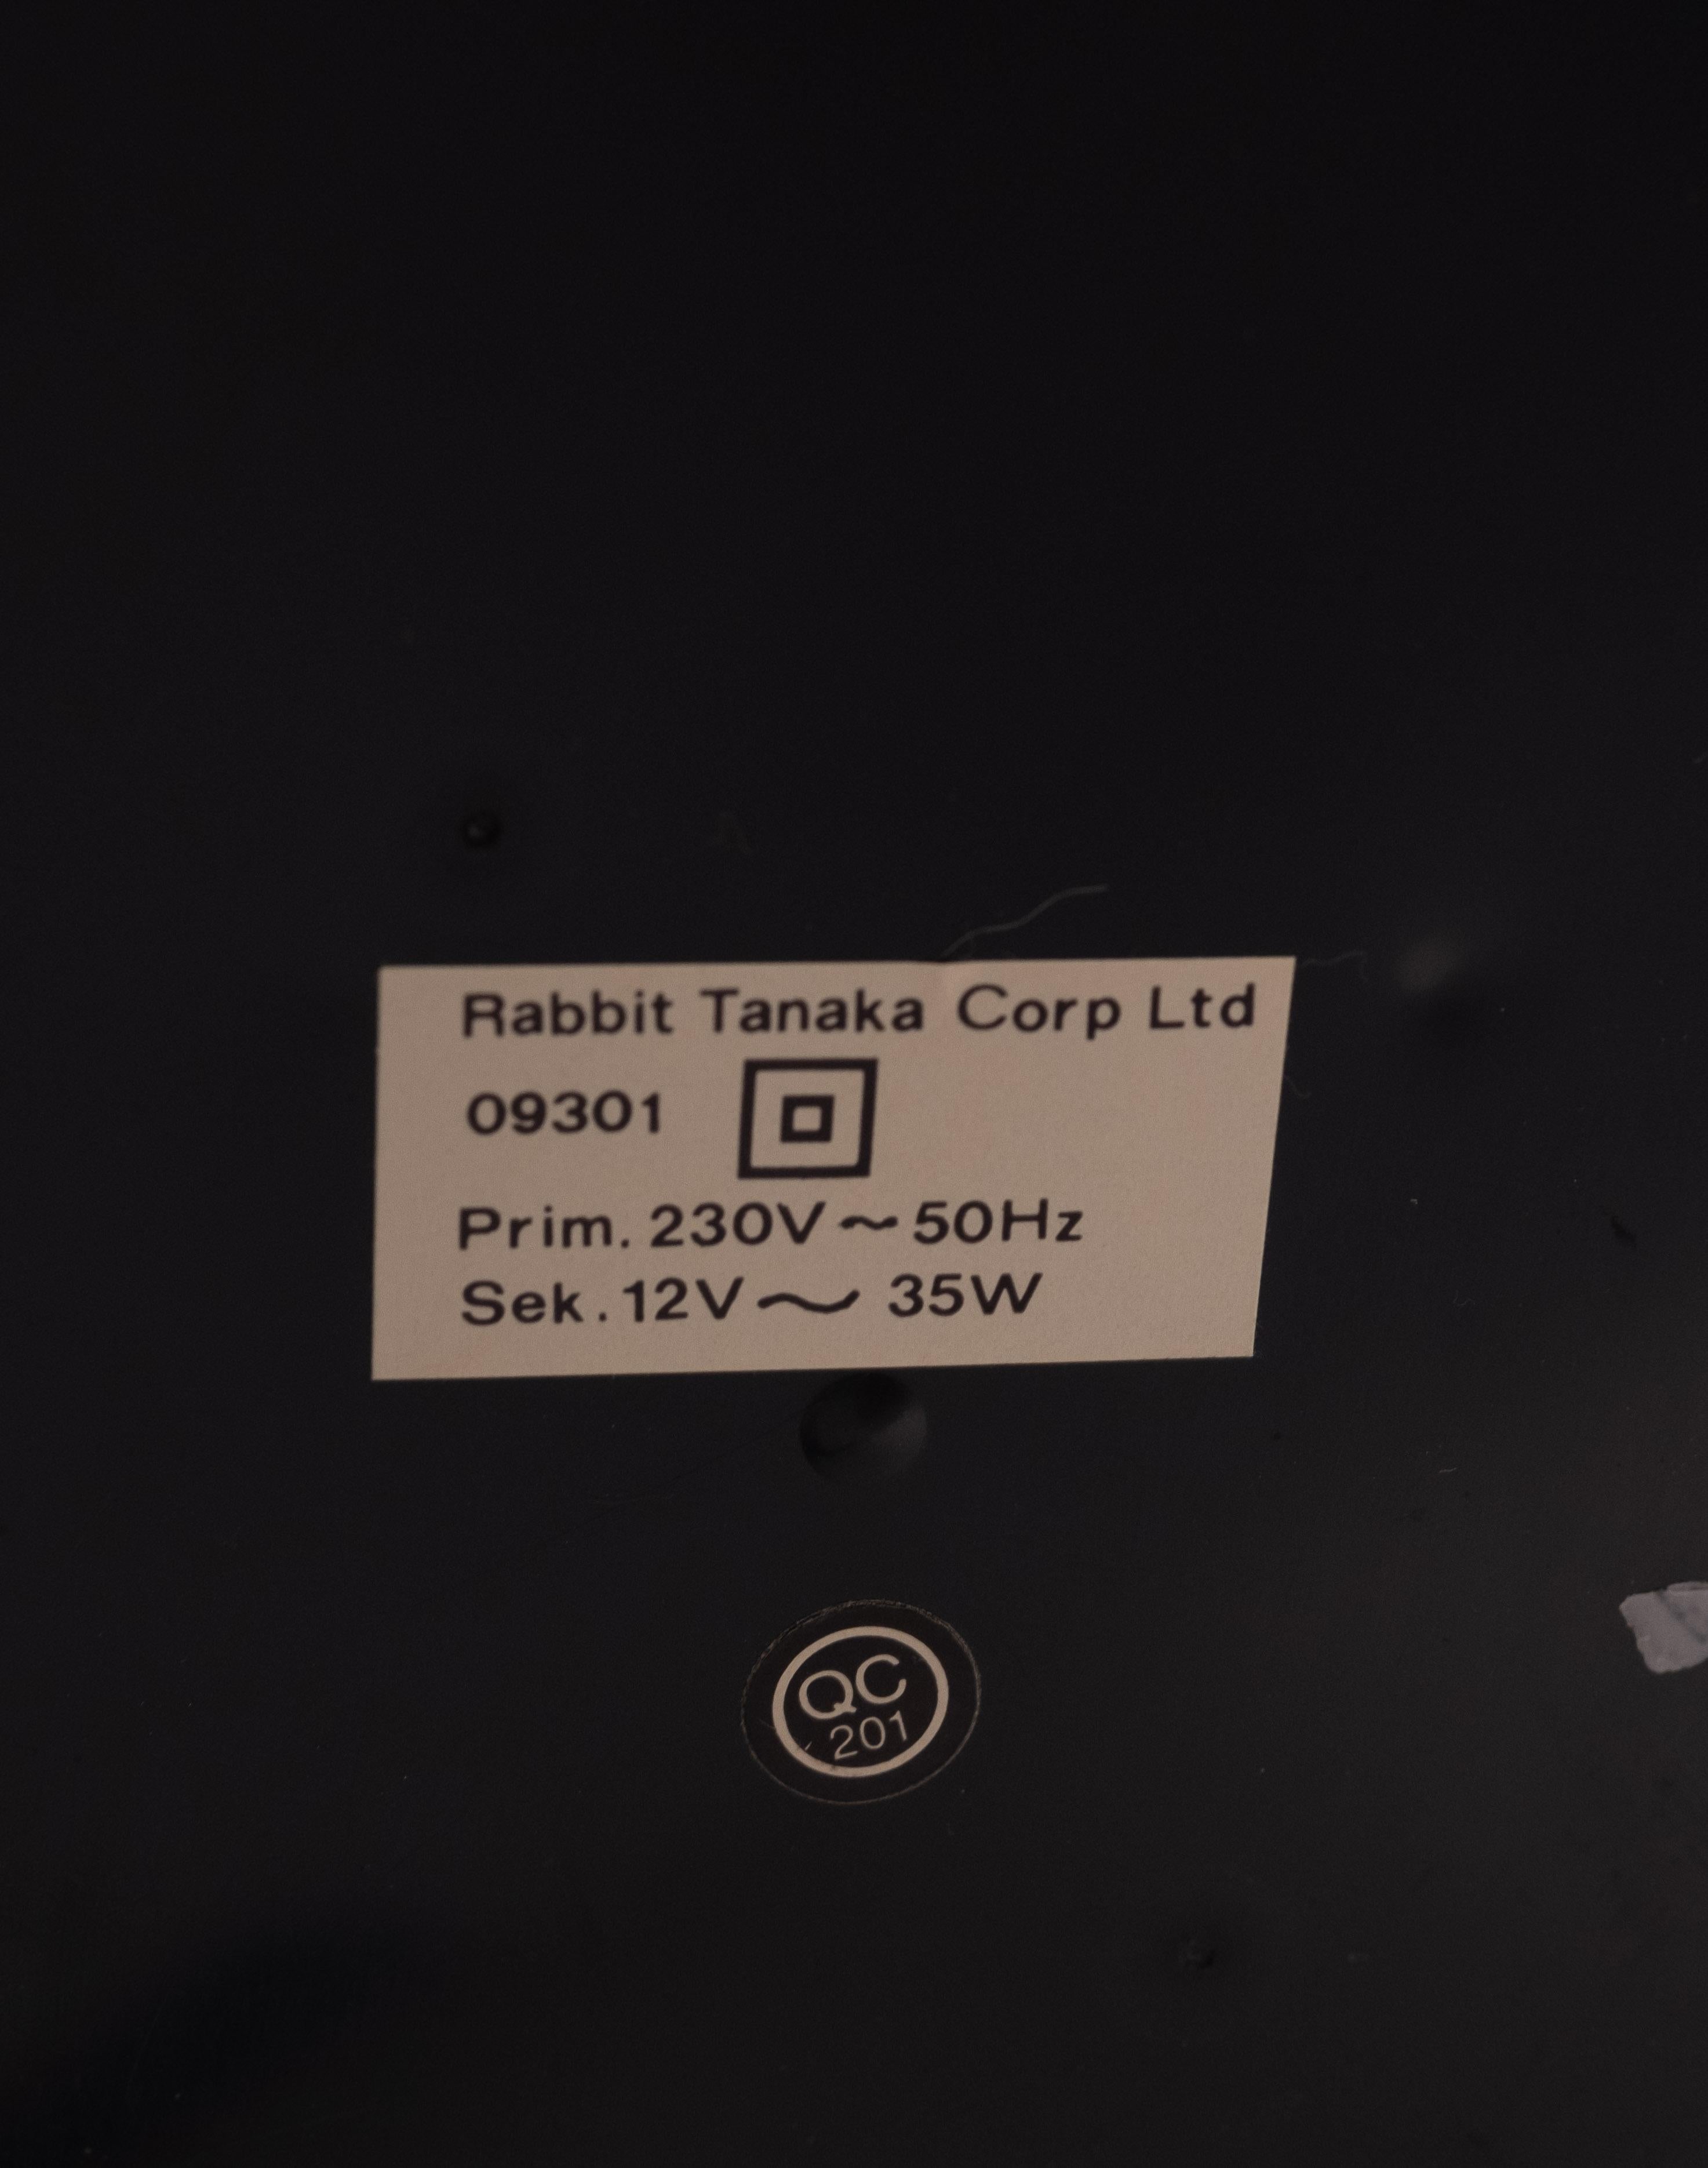 Rabbit Tanaka Corp Ltd
09301
Prim. 230V~50Hz
Sek. 12V~ 35W
QC
201